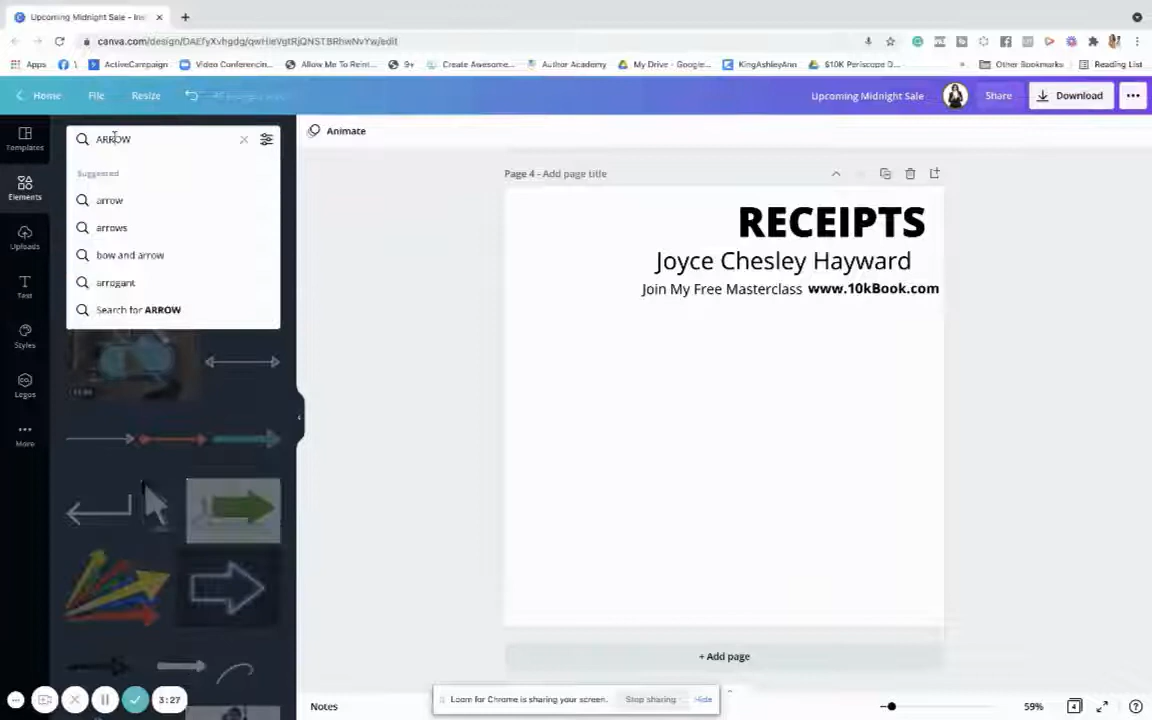 Upcoming Midnight Sale - Ins
canva.com/design/DAEfyXvhgdg/qwHieVgtRjQNSTBRhwNvYw/edit
Apps
ActiveCampaign
Video Conferencin...
Allow Me To Rein...
9+
Create Awesome...
Author Academy
My Drive - Google...
KingAshleyAnn
$10K Periscope D...
Other Bookmarks
Reading List
Home
File
Resize
Upcoming Midnight Sale
Share
Download
Templates
Elements
Uploads
Text
Styles
Logos
More
ARROW
Suggested
arrow
arrows
bow and arrow
arrogant
Search for ARROW
Animate
Page 4 - Add page title
RECEIPTS
Joyce Chesley Hayward
Join My Free Masterclass www.10kBook.com
+ Add page
3:27
Loom for Chrome is sharing your screen.
Stop sharing
Hide
Notes
59%
4